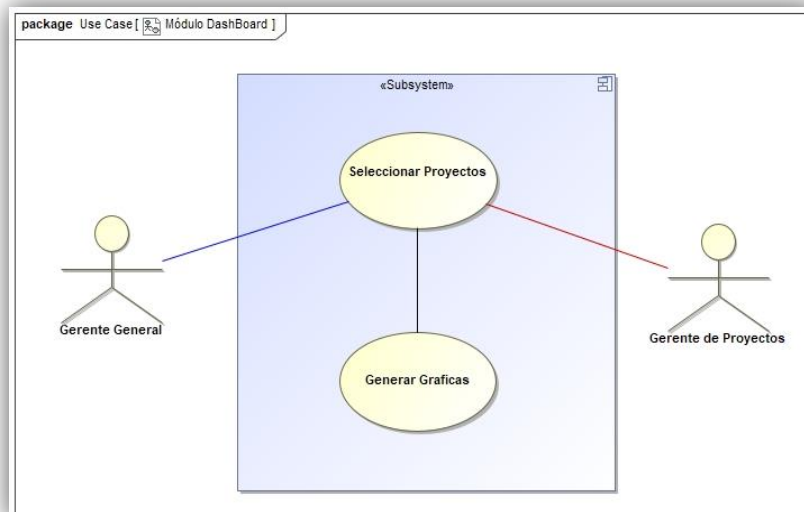 package Use Case [ Módulo DashBoard ]
«Subsystem»
Seleccionar Proyectos
Gerente General
Gerente de Proyectos
Generar Graficas